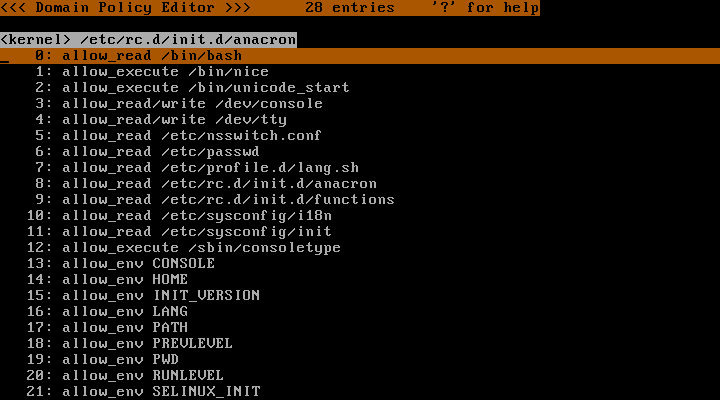 <<< Domain Policy Editor >>>      28 entries    '?' for help
<kernel> /etc/rc.d/init.d/anacron
0: allow_read /bin/bash
1: allow_execute /bin/nice
2: allow_execute /bin/unicode_start
3: allow_read/write /dev/console
4: allow_read/write /dev/tty
5: allow_read /etc/nsswitch.conf
6: allow_read /etc/passwd
7: allow_read /etc/profile.d/lang.sh
8: allow_read /etc/rc.d/init.d/anacron
9: allow_read /etc/rc.d/init.d/functions
10: allow_read /etc/sysconfig/i18n
11: allow_read /etc/sysconfig/init
12: allow_execute /sbin/consoletype
13: allow_env CONSOLE
14: allow_env HOME
15: allow_env INIT_VERSION
16: allow_env LANG
17: allow_env PATH
18: allow_env PREVLEVEL
19: allow_env PWD
20: allow_env RUNLEVEL
21: allow_env SELINUX_INIT